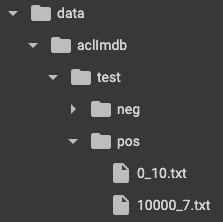 data
aclImdb
test
neg
pos
0_10.txt
10000_7.txt